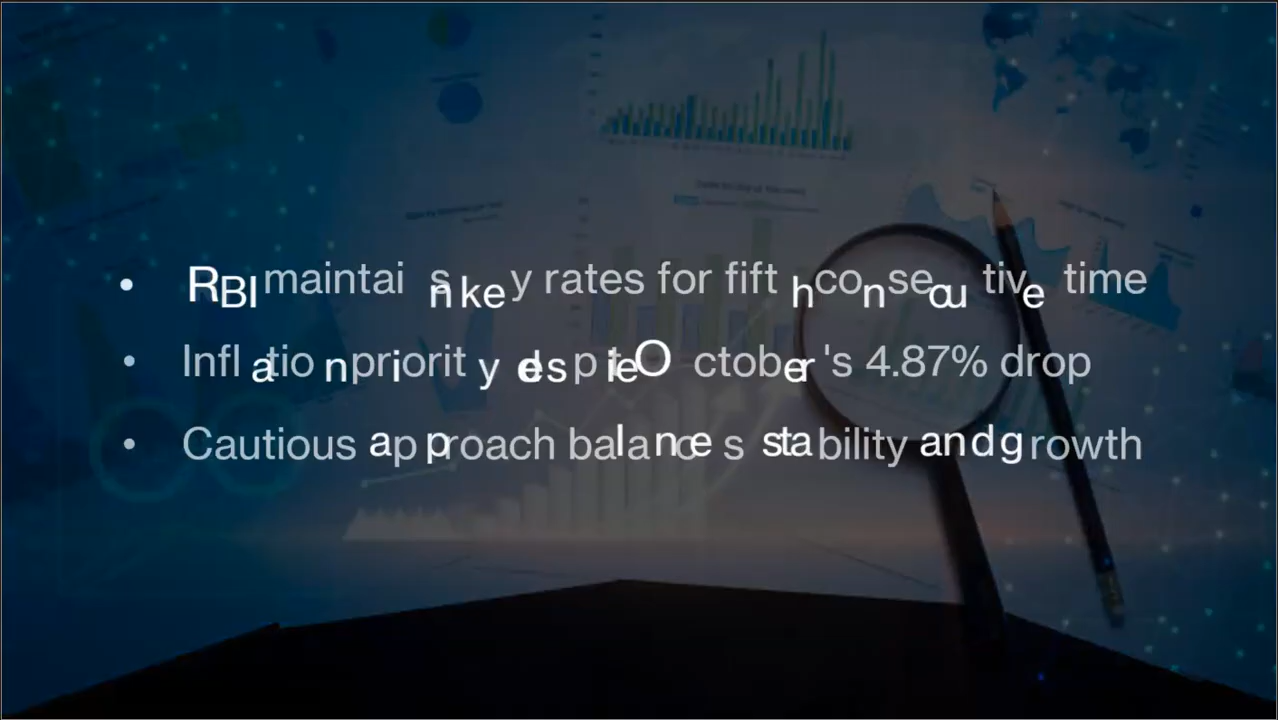 • RBI maintains key rates for fifth consecutive time
• Inflation priority despite October's 4.87% drop
• Cautious approach balances stability and growth